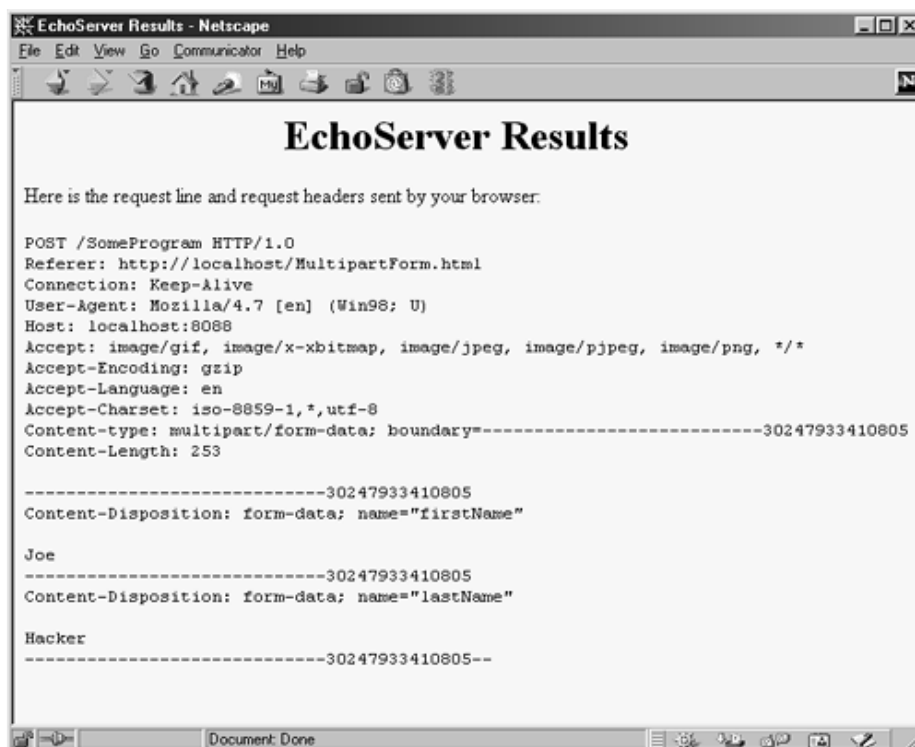 EchoServer Results - Netscape
File Edit View Go Communicator Help
My
N
EchoServer Results
Here is the request line and request headers sent by your browser:
POST /SomeProgram HTTP/1.0
Referer: http://localhost/MultipartForm.html
Connection: Keep-Alive
User-Agent: Mozilla/4.7 [en] (Win98; U)
Host: localhost:8088
Accept: image/gif, image/x-xbitmap, image/jpeg, image/pjpeg, image/png, */*
Accept-Encoding: gzip
Accept-Language: en
Accept-Charset: iso-8859-1,*,utf-8
Content-type: multipart/form-data; boundary=---------------------------30247933410805
Content-Length: 253
-----------------------------30247933410805
Content-Disposition: form-data; name="firstName"
Joe
-----------------------------30247933410805
Content-Disposition: form-data; name="lastName"
Hacker
-----------------------------30247933410805--
Document: Done